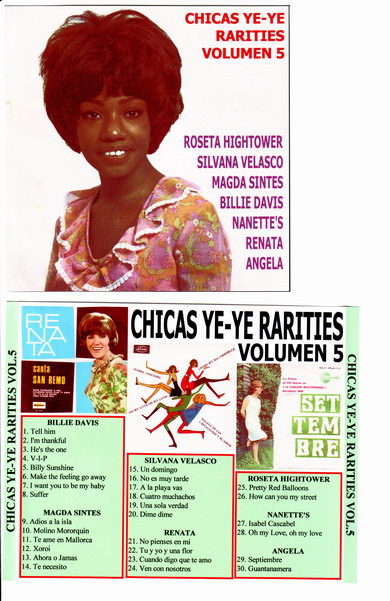 CHICAS YE-YE
RARITIES
VOLUMEN 5
ROSETA HIGHTOWER
SILVANA VELASCO
MAGDA SINTES
BILLIE DAVIS
NANETTE'S
RENATA
ANGELA
CHICAS YE-YE RARITIES VOL.5
RE
NA
TA
canta
SAN REMO
CHICAS YE-YE RARITIES
VOLUMEN 5
SET
TEM
BRE
BILLIE DAVIS
1. Tell him
2. I'm thankful
3. He's the one
4. V-I-P
5. Billy Sunshine
6. Make the feeling go away
7. I want you to be my baby
8. Suffer
MAGDA SINTES
9. Adios a la isla
10. Molino Mororquin
11. Te ame en Mallorca
12. Xoroi
13. Ahora o Jamas
14. Te necesito
SILVANA VELASCO
15. Un domingo
16. No es muy tarde
17. A la playa vas
18. Cuatro muchachos
19. Una sola verdad
20. Dime dime
RENATA
21. No pienses en mi
22. Tu y yo y una flor
23. Cuando digo que te amo
24. Ven con nosotros
ROSETA HIGHTOWER
25. Pretty Red Balloons
26. How can you my street
NANETTE'S
27. Isabel Cascabel
28. Oh my Love, oh my love
ANGELA
29. Septiembre
30. Guantanamera
CHICAS YE-YE RARITIES VOL.5